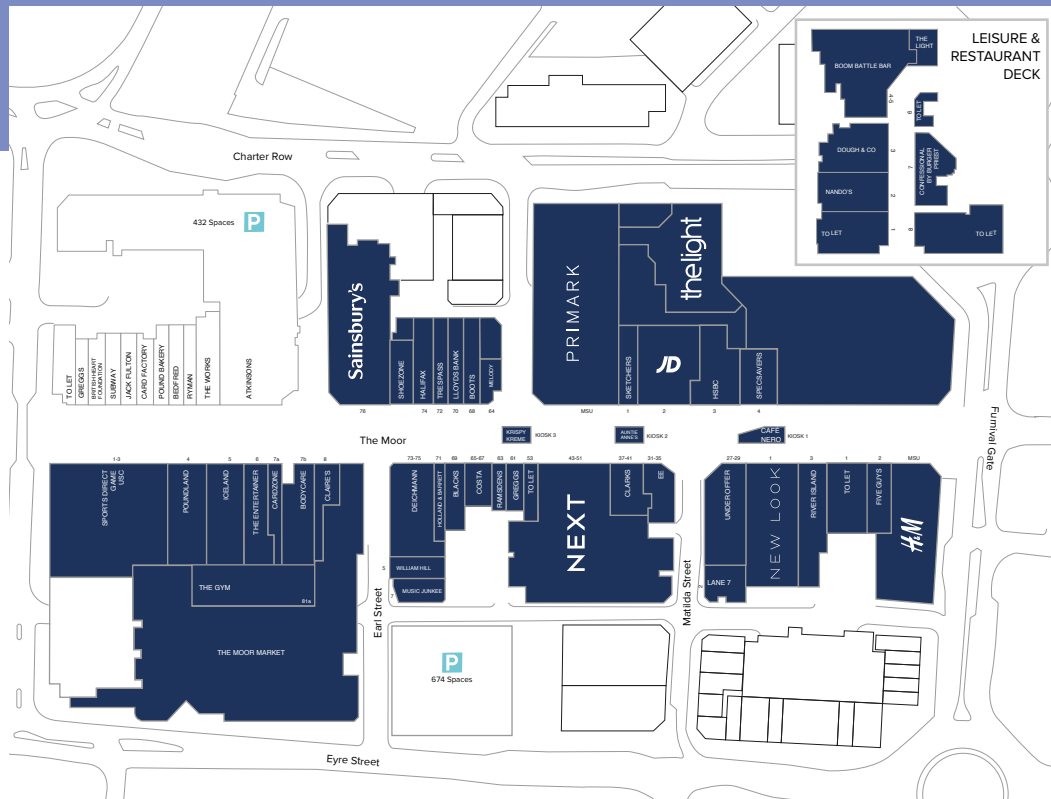 LEISURE &
RESTAURANT
DECK
THE
LIGHT
BOOM BATTLE BAR
4-5
9
TO LET
DOUGH & CO
3
7
CONFESSIONAL
BY BURGER
PRIEST
NANDO'S
2
TO LET
1
8
TO LET
Charter Row
432 Spaces
P
Sainsbury's
PRIMARK
the light
TO LET
GREGGS
BRITISH HEART
FOUNDATION
SUBWAY
JACK FULTON
CARD FACTORY
POUND BAKERY
BEDFRED
RYMAN
THE WORKS
ATKINSONS
SHOEZONE
HALIFAX
TRESPASS
LLOYDS BANK
BOOTS
MELODY
SKETCHERS
JD
HSBC
SPECSAVERS
76
74
72
70
68
64
MSU
1
2
3
4
Furnival Gate
The Moor
KRISPY
KREME
KIOSK 3
AUNTIE
ANNE'S
KIOSK 2
CAFE
NERO
KIOSK 1
1-3
4
5
6
7a
7b
8
73-75
71
69
65-67
63
61
53
43-51
37-41
31-35
27-29
1
3
1
2
MSU
SPORTS DIRECT
GAME
USC
POUNDLAND
ICELAND
THE ENTERTAINER
CARDZONE
BODYCARE
CLAIRE'S
DEICHMANN
HOLLAND & BARRETT
BLACKS
COSTA
RAMSDENS
GREGGS
TO LET
NEXT
CLARKS
EE
UNDER OFFER
NEW LOOK
RIVER ISLAND
TO LET
FIVE GUYS
H&M
5
WILLIAM HILL
7
MUSIC JUNKEE
THE GYM
81a
LANE 7
Earl Street
Matilda Street
THE MOOR MARKET
P
674 Spaces
Eyre Street